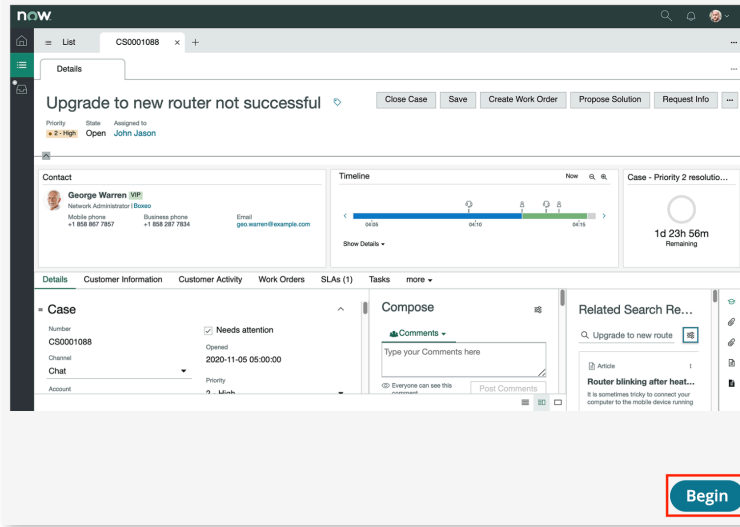 now.
List
CS0001088
Details
Upgrade to new router not successful
Close Case
Save
Create Work Order
Propose Solution
Request Info
Priority
State
Assigned to
2 - High
Open
John Jason
Contact
George Warren VIP
Network Administrator | Boxeo
Mobile phone
+1 858 867 7857
Business phone
+1 858 287 7834
Email
geo.warren@example.com
Timeline
Now
04:05
04:10
04:15
Show Details
Case - Priority 2 resolutio...
1d 23h 56m
Remaining
Details
Customer Information
Customer Activity
Work Orders
SLAs (1)
Tasks
more
Case
Number
CS0001088
Channel
Chat
Account
Needs attention
Opened
2020-11-05 05:00:00
Priority
2 - High
Compose
Comments
Type your Comments here
Everyone can see this
comment
Post Comments
Related Search Re...
Upgrade to new route
Article
Router blinking after heat...
It is sometimes tricky to connect your
computer to the mobile device running
Begin